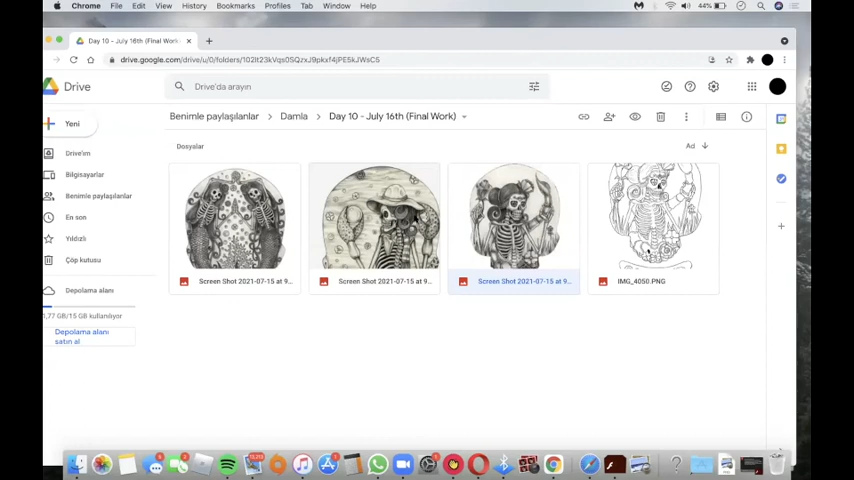 Chrome File Edit View History Bookmarks Profiles Tab Window Help 44%
Day 10 - July 16th (Final Work)
drive.google.com/drive/u/0/folders/102lt23kVqs0SQzxJ9pkxf4jPE5kJWsC5
Drive
Drive'da arayın
Yeni
Benimle paylaşılanlar > Damla > Day 10 - July 16th (Final Work)
Dosyalar
Ad
Drive'ım
Bilgisayarlar
Benimle paylaşılanlar
En son
Yıldızlı
Çöp kutusu
Depolama alanı
1,77 GB/15 GB kullanılıyor
Depolama alanı
satın al
Screen Shot 2021-07-15 at 9...
Screen Shot 2021-07-15 at 9...
Screen Shot 2021-07-15 at 9...
IMG_4050.PNG